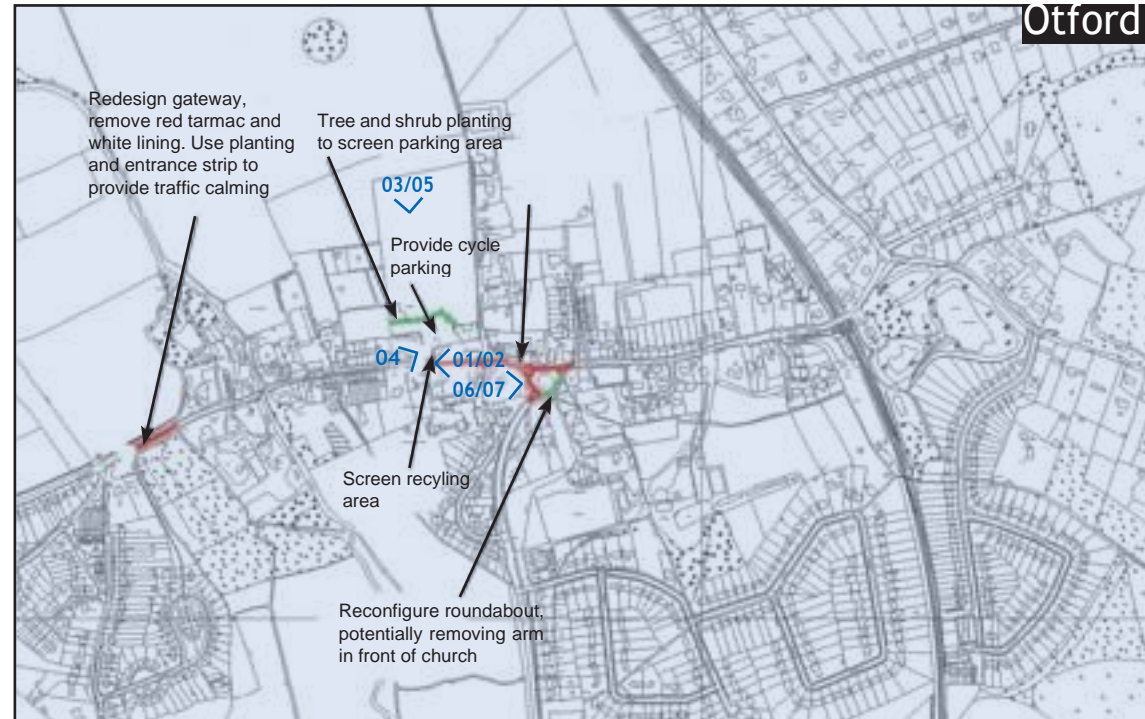 Otford
Redesign gateway,
remove red tarmac and
white lining. Use planting
and entrance strip to
provide traffic calming
Tree and shrub planting
to screen parking area
03/05
Provide cycle
parking
04
01/02
06/07
Screen recyling
area
Reconfigure roundabout,
potentially removing arm
in front of church